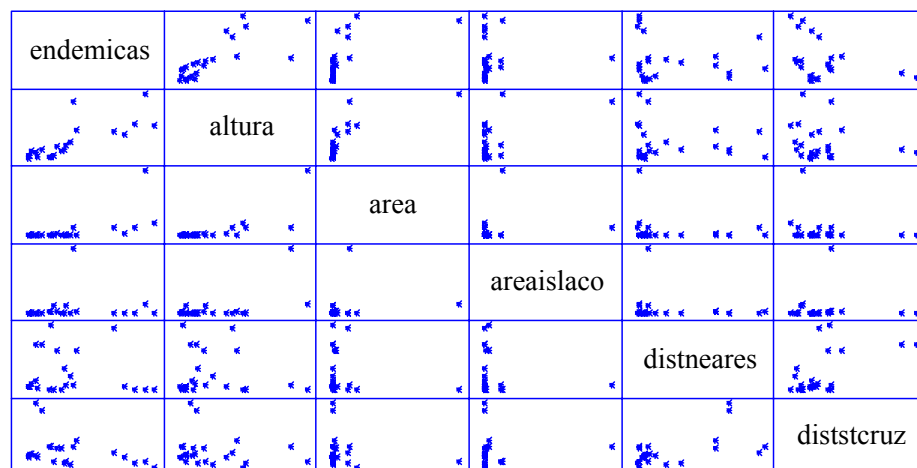 endemicas
altura
area
areaislaco
distneares
diststcruz